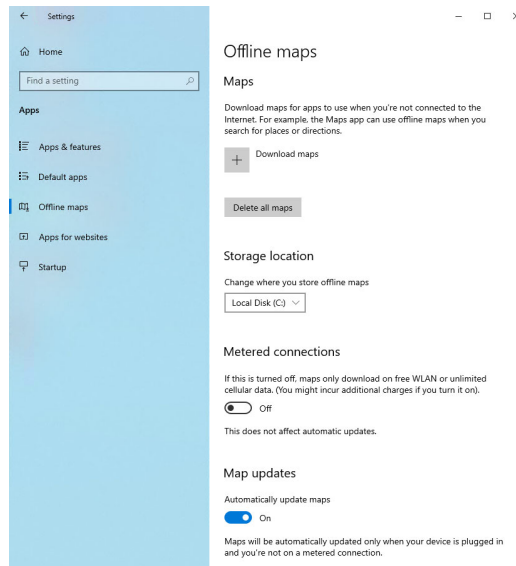 Settings
Home
Find a setting
Apps
Apps & features
Default apps
Offline maps
Apps for websites
Startup
Offline maps
Maps
Download maps for apps to use when you're not connected to the
Internet. For example, the Maps app can use offline maps when you
search for places or directions.
Download maps
Delete all maps
Storage location
Change where you store offline maps
Local Disk (C:)
Metered connections
If this is turned off, maps only download on free WLAN or unlimited
cellular data. (You might incur additional charges if you turn it on).
Off
This does not affect automatic updates.
Map updates
Automatically update maps
On
Maps will be automatically updated only when your device is plugged in
and you're not on a metered connection.